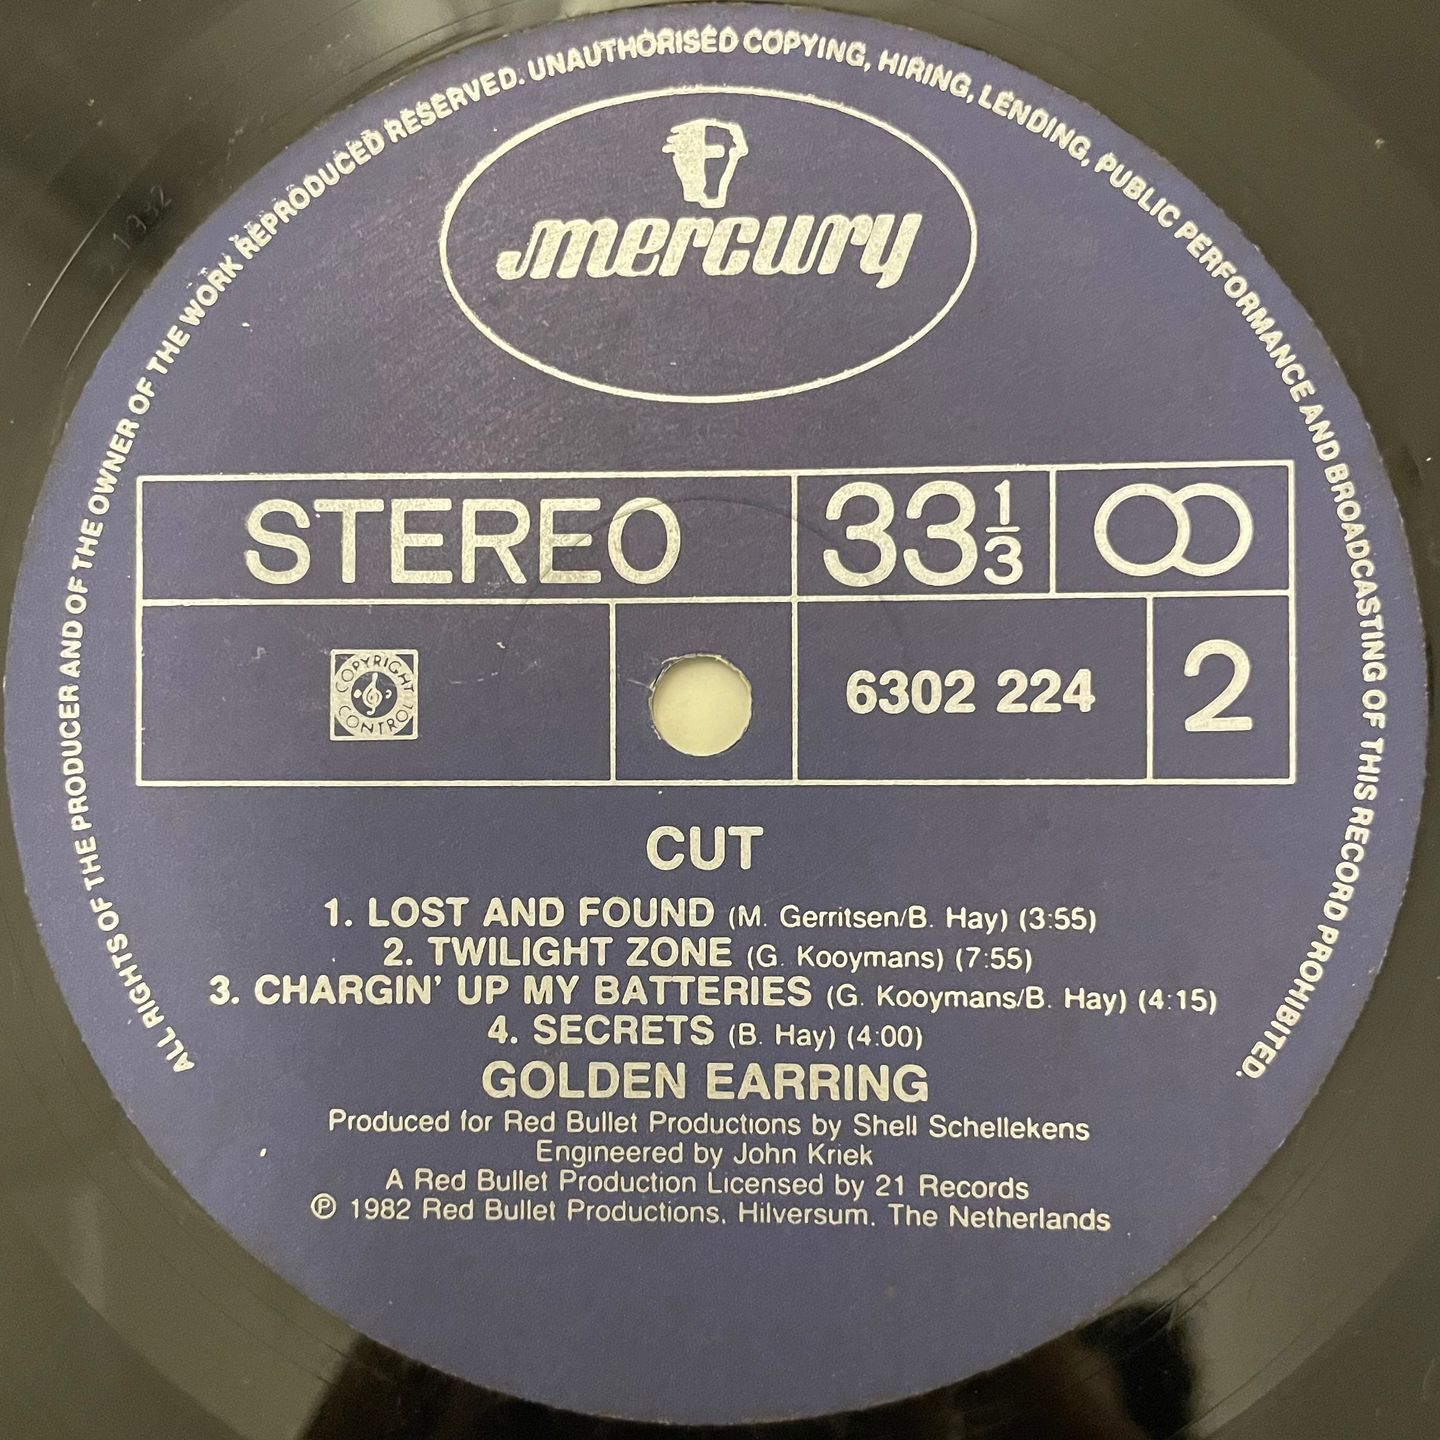 ALL RIGHTS OF THE PRODUCER AND OF THE OWNER OF THE WORK REPRODUCED RESERVED. UNAUTHORISED COPYING, HIRING, LENDING, PUBLIC PERFORMANCE AND BROADCASTING OF THIS RECORD PROHIBITED.
mercury
STEREO 33 1/3
COPYRIGHT CONTROL
6302 224 2
CUT
1. LOST AND FOUND (M. Gerritsen/B. Hay) (3:55)
2. TWILIGHT ZONE (G. Kooymans) (7:55)
3. CHARGIN' UP MY BATTERIES (G. Kooymans/B. Hay) (4:15)
4. SECRETS (B. Hay) (4:00)
GOLDEN EARRING
Produced for Red Bullet Productions by Shell Schellekens
Engineered by John Kriek
A Red Bullet Production Licensed by 21 Records
℗ 1982 Red Bullet Productions. Hilversum. The Netherlands